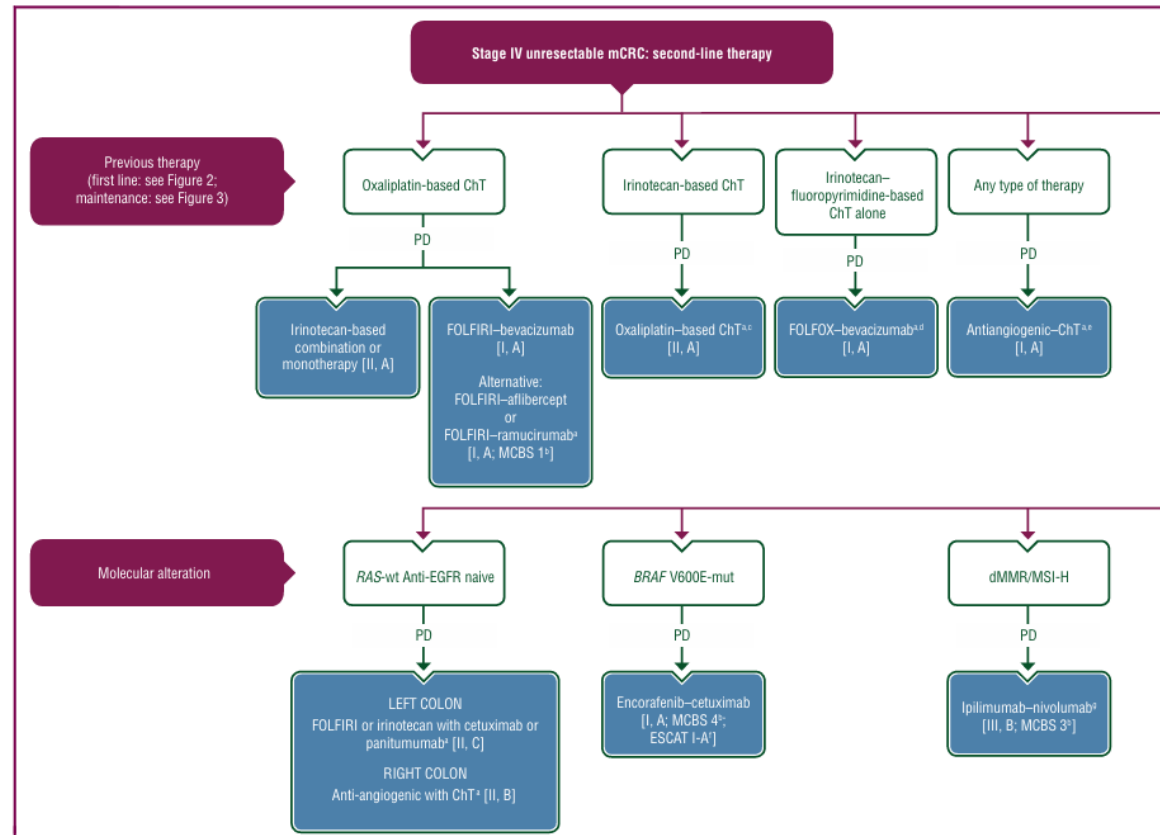 Stage IV unresectable mCRC: second-line therapy
Previous therapy
(first line: see Figure 2;
maintenance: see Figure 3)
Oxaliplatin-based ChT
Irinotecan-based ChT
Irinotecan–
fluoropyrimidine-based
ChT alone
Any type of therapy
PD
PD
PD
PD
Irinotecan-based
combination or
monotherapy [II, A]
FOLFIRI–bevacizumab
[I, A]
Alternative:
FOLFIRI–aflibercept
or
FOLFIRI–ramucirumabᵃ
[I, A; MCBS 1ᵇ]
Oxaliplatin–based ChTᵃ,ᶜ
[II, A]
FOLFOX–bevacizumabᵃ,ᵈ
[I, A]
Antiangiogenic–ChTᵃ,ᵉ
[I, A]
Molecular alteration
RAS-wt Anti-EGFR naive
BRAF V600E-mut
dMMR/MSI-H
PD
PD
PD
LEFT COLON
FOLFIRI or irinotecan with cetuximab or
panitumumabᵃ [II, C]
RIGHT COLON
Anti-angiogenic with ChTᵃ [II, B]
Encorafenib–cetuximab
[I, A; MCBS 4ᵇ;
ESCAT I-Aᶠ]
Ipilimumab–nivolumabᵍ
[III, B; MCBS 3ᵇ]